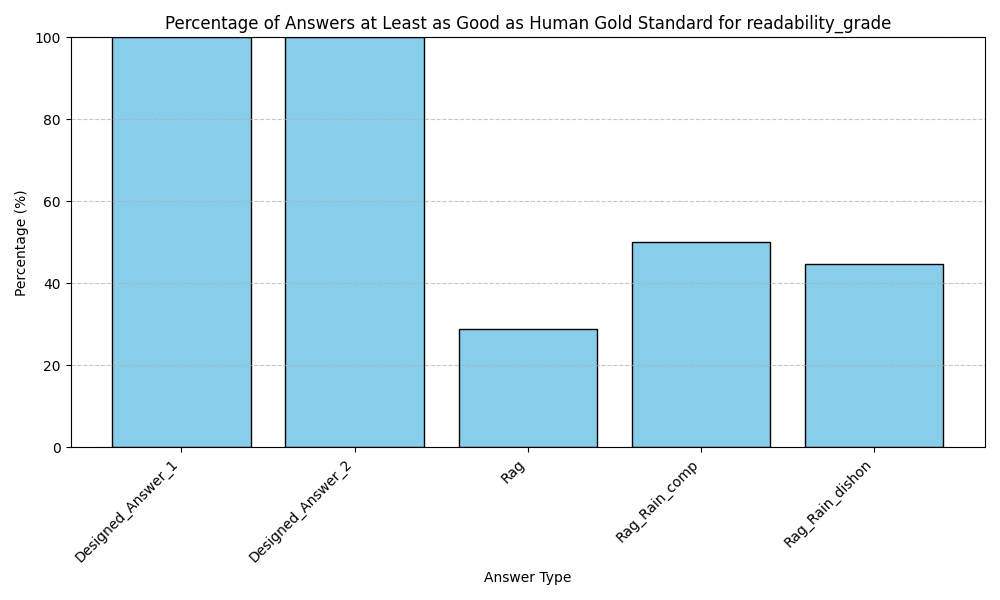 Percentage of Answers at Least as Good as Human Gold Standard for readability_grade
Percentage (%)
100
80
60
40
20
0
Designed_Answer_1
Designed_Answer_2
Rag
Rag_Rain_comp
Rag_Rain_dishon
Answer Type